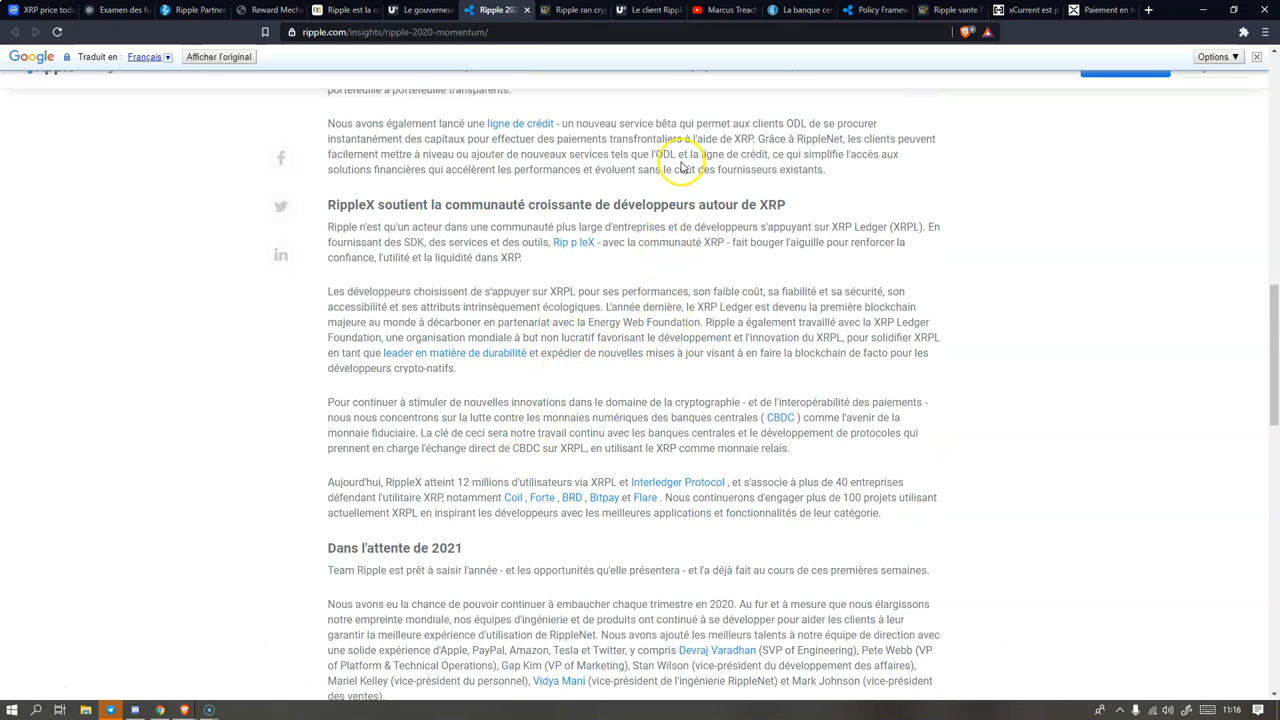 XRP price toda
Examen des fu
Ripple Partner
Reward Mecha
Ripple est la c
Le gouverneur
Ripple 202
Ripple ran cryp
Le client Rippl
Marcus Treach
La banque cen
Policy Framew
Ripple vante l'
xCurrent est p
Paiement en te
ripple.com/insights/ripple-2020-momentum/
Google Traduit en : Français Afficher l'original Options ▼
portefeuille à portefeuille transparents.
Nous avons également lancé une ligne de crédit - un nouveau service bêta qui permet aux clients ODL de se procurer
instantanément des capitaux pour effectuer des paiements transfrontaliers à l'aide de XRP. Grâce à RippleNet, les clients peuvent
facilement mettre à niveau ou ajouter de nouveaux services tels que l'ODL et la ligne de crédit, ce qui simplifie l'accès aux
solutions financières qui accélèrent les performances et évoluent sans le coût des fournisseurs existants.
RippleX soutient la communauté croissante de développeurs autour de XRP
Ripple n'est qu'un acteur dans une communauté plus large d'entreprises et de développeurs s'appuyant sur XRP Ledger (XRPL). En
fournissant des SDK, des services et des outils, Rip p leX - avec la communauté XRP - fait bouger l'aiguille pour renforcer la
confiance, l'utilité et la liquidité dans XRP.
Les développeurs choisissent de s'appuyer sur XRPL pour ses performances, son faible coût, sa fiabilité et sa sécurité, son
accessibilité et ses attributs intrinsèquement écologiques. L'année dernière, le XRP Ledger est devenu la première blockchain
majeure au monde à décarboner en partenariat avec la Energy Web Foundation. Ripple a également travaillé avec la XRP Ledger
Foundation, une organisation mondiale à but non lucratif favorisant le développement et l'innovation du XRPL, pour solidifier XRPL
en tant que leader en matière de durabilité et expédier de nouvelles mises à jour visant à en faire la blockchain de facto pour les
développeurs crypto-natifs.
Pour continuer à stimuler de nouvelles innovations dans le domaine de la cryptographie - et de l'interopérabilité des paiements -
nous nous concentrons sur la lutte contre les monnaies numériques des banques centrales ( CBDC ) comme l'avenir de la
monnaie fiduciaire. La clé de ceci sera notre travail continu avec les banques centrales et le développement de protocoles qui
prennent en charge l'échange direct de CBDC sur XRPL, en utilisant le XRP comme monnaie relais.
Aujourd'hui, RippleX atteint 12 millions d'utilisateurs via XRPL et Interledger Protocol , et s'associe à plus de 40 entreprises
défendant l'utilitaire XRP, notamment Coil , Forte , BRD , Bitpay et Flare . Nous continuerons d'engager plus de 100 projets utilisant
actuellement XRPL en inspirant les développeurs avec les meilleures applications et fonctionnalités de leur catégorie.
Dans l'attente de 2021
Team Ripple est prêt à saisir l'année - et les opportunités qu'elle présentera - et l'a déjà fait au cours de ces premières semaines.
Nous avons eu la chance de pouvoir continuer à embaucher chaque trimestre en 2020. Au fur et à mesure que nous élargissons
notre empreinte mondiale, nos équipes d'ingénierie et de produits ont continué à se développer pour aider les clients à leur
garantir la meilleure expérience d'utilisation de RippleNet. Nous avons ajouté les meilleurs talents à notre équipe de direction avec
une solide expérience d'Apple, PayPal, Amazon, Tesla et Twitter, y compris Devraj Varadhan (SVP of Engineering), Pete Webb (VP
of Platform & Technical Operations), Gap Kim (VP of Marketing), Stan Wilson (vice-président du développement des affaires),
Mariel Kelley (vice-président du personnel), Vidya Mani (vice-président de l'ingénierie RippleNet) et Mark Johnson (vice-président
des ventes).
11:16